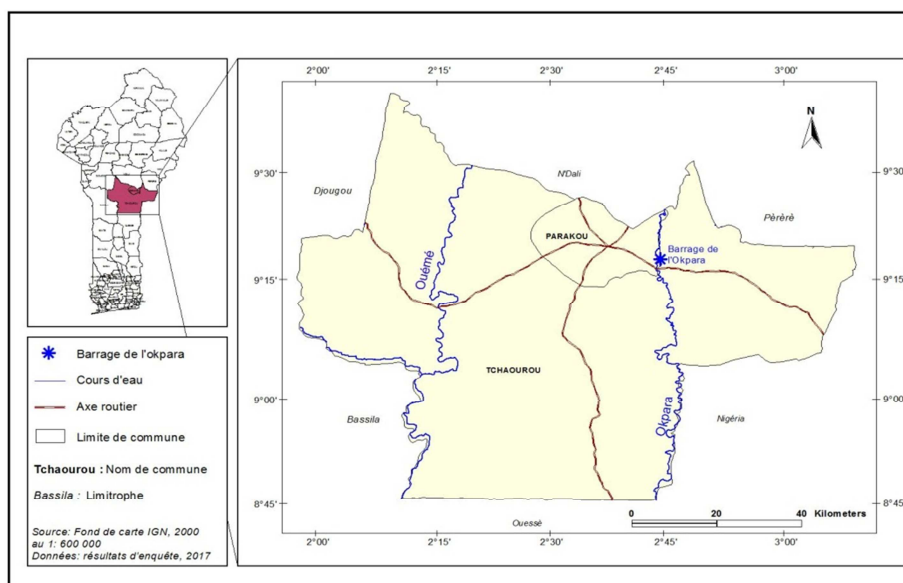 2°00'
2°15'
2°30'
2°45'
3°00'
N
9°30'
9°30'
N'Dali
Djougou
Pèrèrè
PARAKOU
Barrage de
l'Okpara
Ouémé
9°15'
9°15'
TCHAOUROU
9°00'
9°00'
Bassila
Okpara
Nigéria
8°45'
8°45'
Ouessè
0 20 40 Kilometers
2°00'
2°15'
2°30'
2°45'
3°00'
Barrage de l'okpara
Cours d'eau
Axe routier
Limite de commune
Tchaourou : Nom de commune
Bassila : Limitrophe
Source: Fond de carte IGN, 2000
au 1: 600 000
Données: résultats d'enquête, 2017